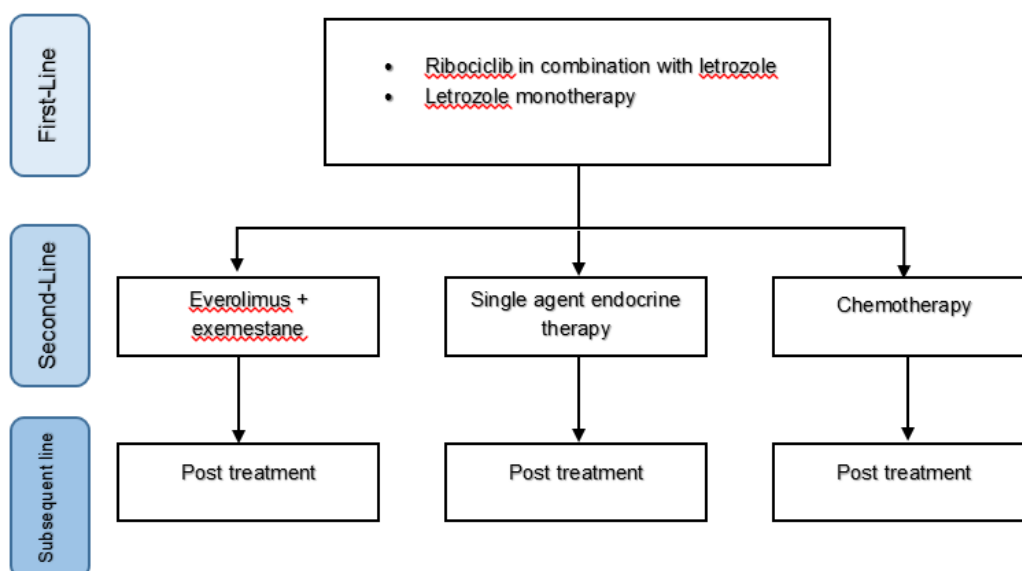 First-Line
• Ribociclib in combination with letrozole
• Letrozole monotherapy
Second-Line
Everolimus +
exemestane
Single agent endocrine
therapy
Chemotherapy
Subsequent line
Post treatment
Post treatment
Post treatment